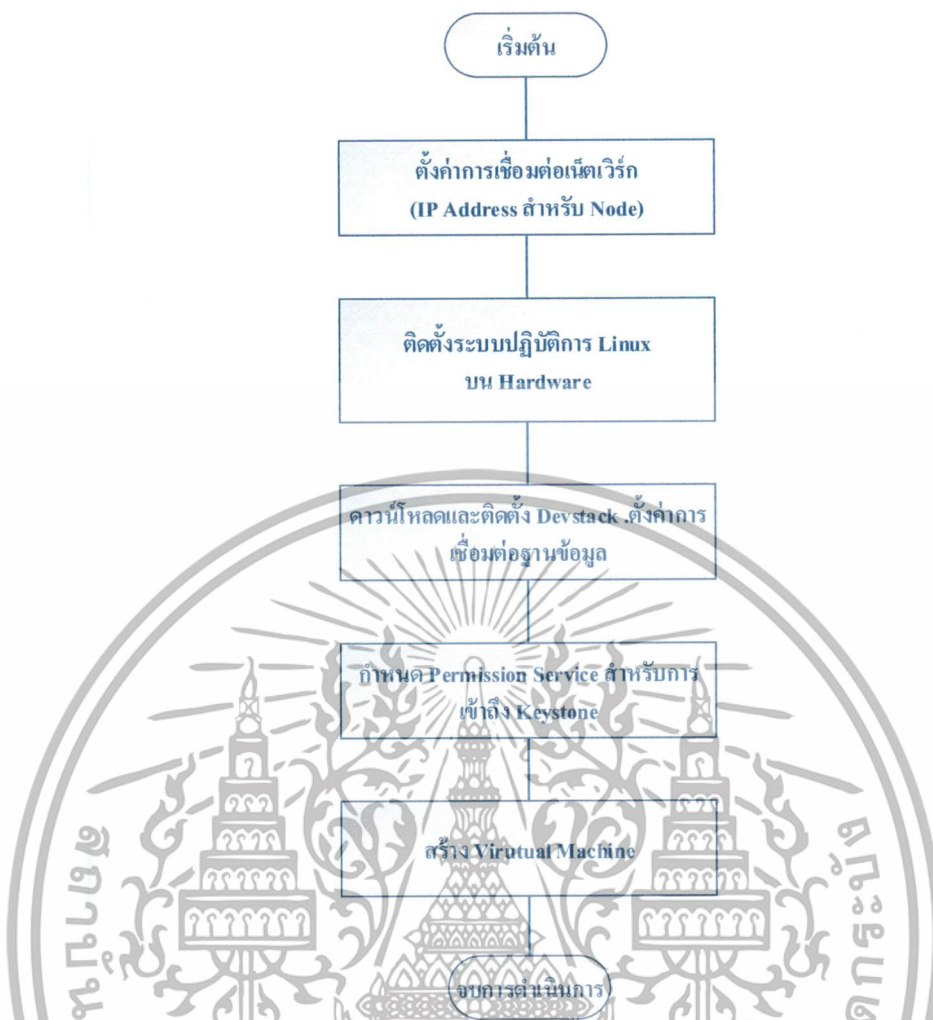 เริ่มต้น
ตั้งค่าการเชื่อมต่อเน็ตเวิร์ก
(IP Address สำหรับ Node)
ติดตั้งระบบปฏิบัติการ Linux
บน Hardware
ดาวน์โหลดและติดตั้ง Devstack .ตั้งค่าการ
เชื่อมต่อฐานข้อมูล
กำหนด Permission Service สำหรับการ
เข้าถึง Keystone
สร้าง Virutual Machine
จบการดำเนินการ